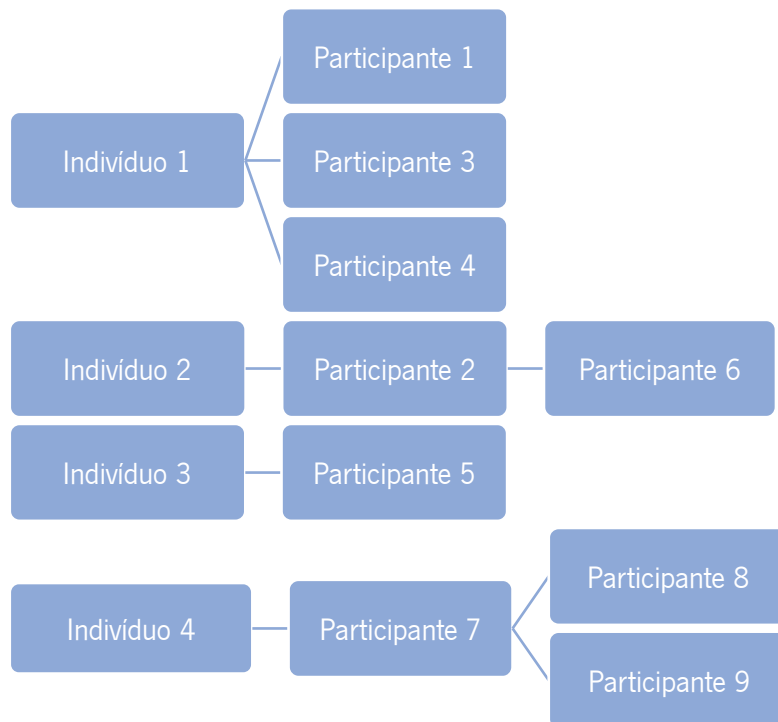 Participante 1
Indivíduo 1
Participante 3
Participante 4
Indivíduo 2
Participante 2
Participante 6
Indivíduo 3
Participante 5
Participante 8
Indivíduo 4
Participante 7
Participante 9